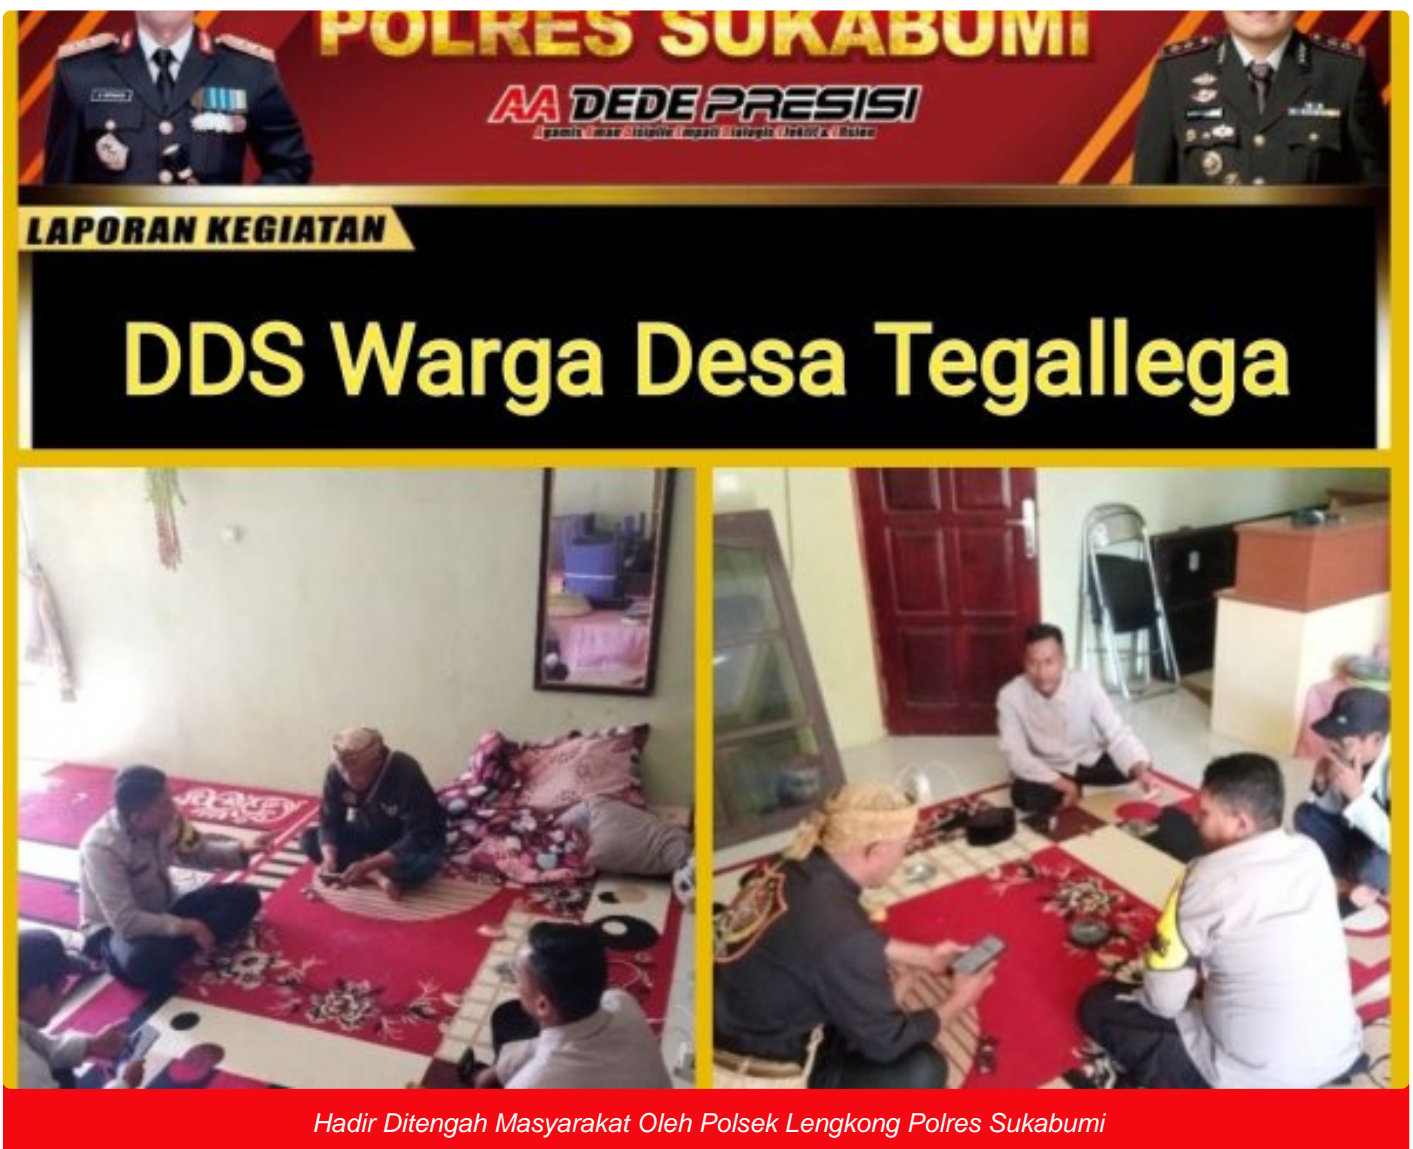 POLRES SUKABUMI
AA DEDE PRESISI
LAPORAN KEGIATAN
DDS Warga Desa Tegallega
Hadir Ditengah Masyarakat Oleh Polsek Lengkong Polres Sukabumi